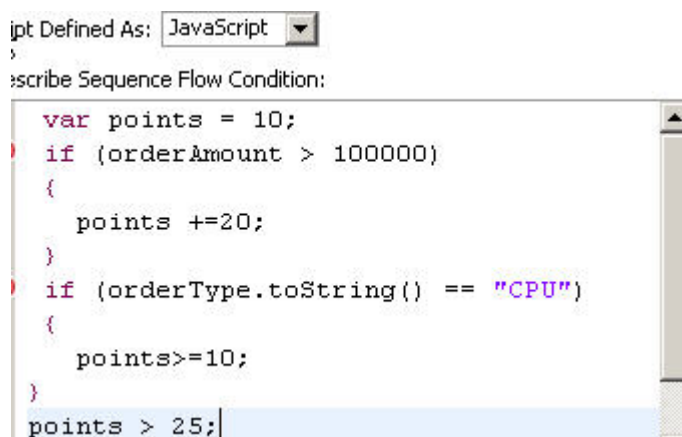 ipt Defined As: JavaScript
escribe Sequence Flow Condition:
var points = 10;
if (orderAmount > 100000)
{
points +=20;
}
if (orderType.toString() == "CPU")
{
points>=10;
}
points > 25;